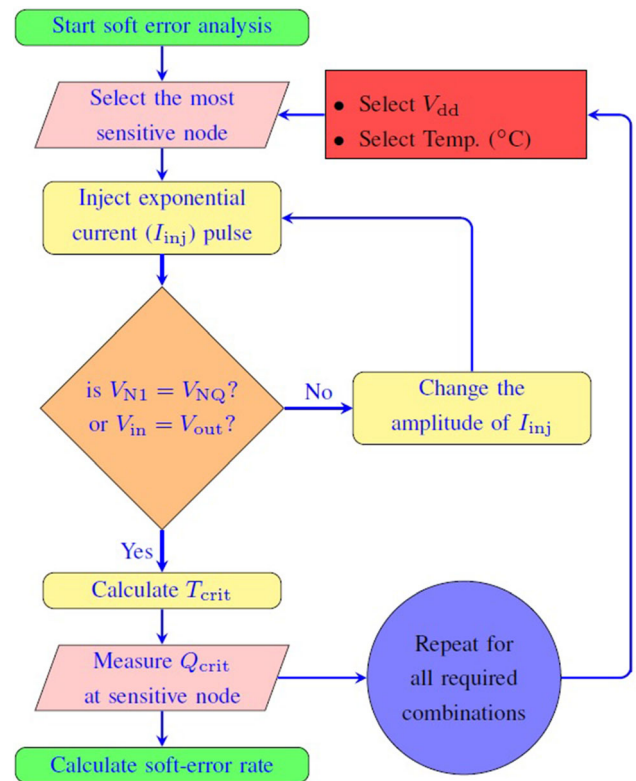 Start soft error analysis
Select the most
sensitive node
• Select V_dd
• Select Temp. (°C)
Inject exponential
current (I_inj) pulse
is V_N1 = V_NQ?
or V_in = V_out?
No
Change the
amplitude of I_inj
Yes
Calculate T_crit
Measure Q_crit
at sensitive node
Repeat for
all required
combinations
Calculate soft-error rate